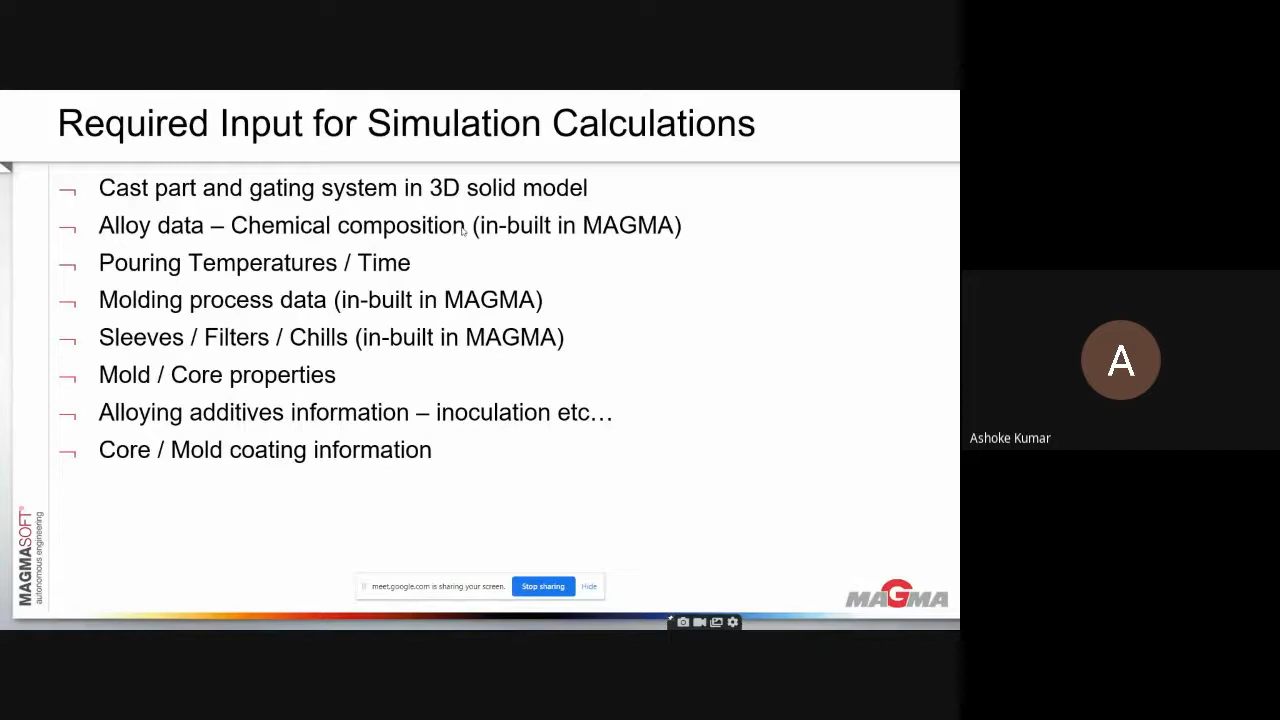 Required Input for Simulation Calculations
Cast part and gating system in 3D solid model
Alloy data – Chemical composition (in-built in MAGMA)
Pouring Temperatures / Time
Molding process data (in-built in MAGMA)
Sleeves / Filters / Chills (in-built in MAGMA)
Mold / Core properties
Alloying additives information – inoculation etc…
Core / Mold coating information
MAGMASOFT®
autonomous engineering
meet.google.com is sharing your screen.
Stop sharing
Hide
MAGMA
A
Ashoke Kumar